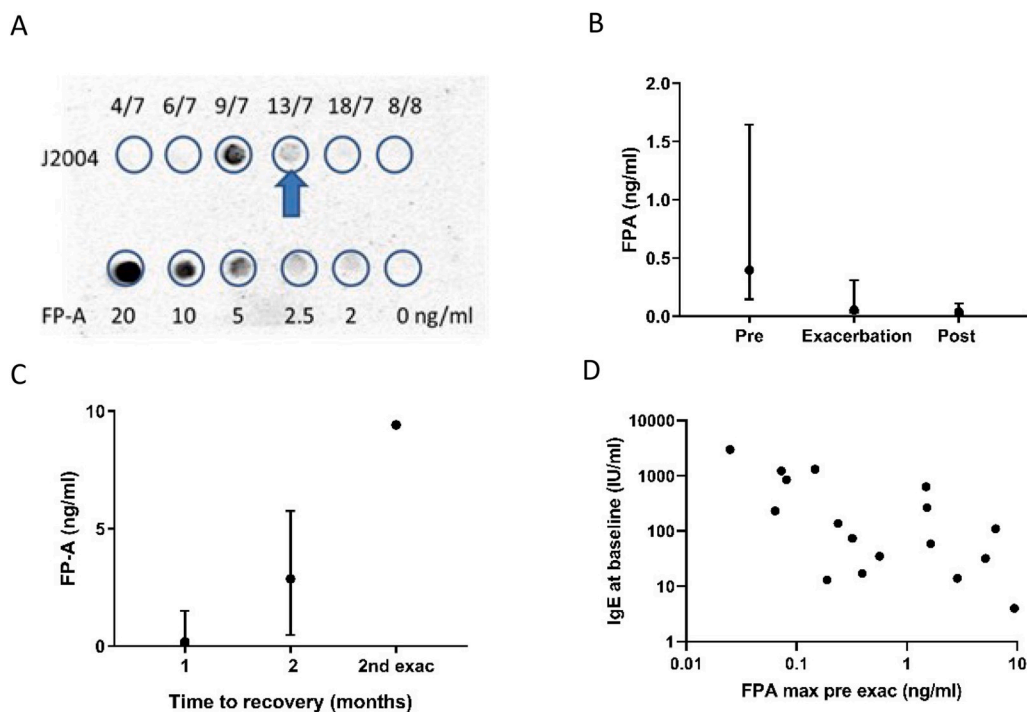 A
4/7 6/7 9/7 13/7 18/7 8/8
J2004
FP-A 20 10 5 2.5 2 0 ng/ml
B
2.0
1.5
1.0
0.5
0.0
FPA (ng/ml)
Pre Exacerbation Post
C
10
5
0
FP-A (ng/ml)
1 2 2nd exac
Time to recovery (months)
D
10000
1000
100
10
1
IgE at baseline (IU/ml)
0.01 0.1 1 10
FPA max pre exac (ng/ml)